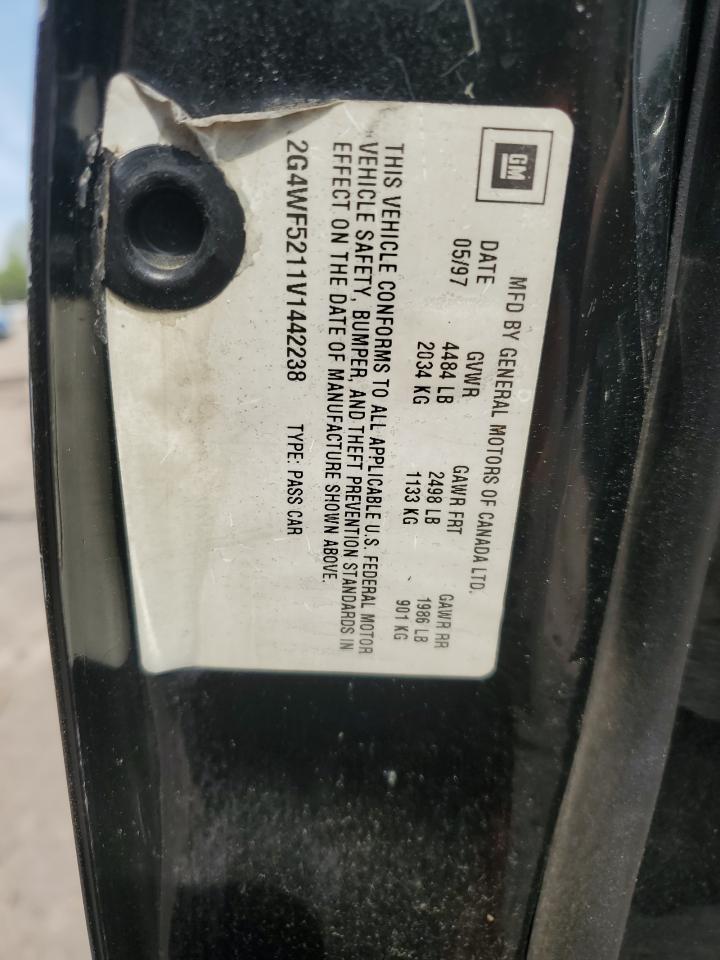 GM
MFD BY GENERAL MOTORS OF CANADA LTD.
DATE GVWR GAWR FRT GAWR RR
05/97 4484 LB 2498 LB 1986 LB
2034 KG 1133 KG 901 KG
THIS VEHICLE CONFORMS TO ALL APPLICABLE U.S. FEDERAL MOTOR
VEHICLE SAFETY, BUMPER, AND THEFT PREVENTION STANDARDS IN
EFFECT ON THE DATE OF MANUFACTURE SHOWN ABOVE.
2G4WF5211V1442238 TYPE: PASS CAR